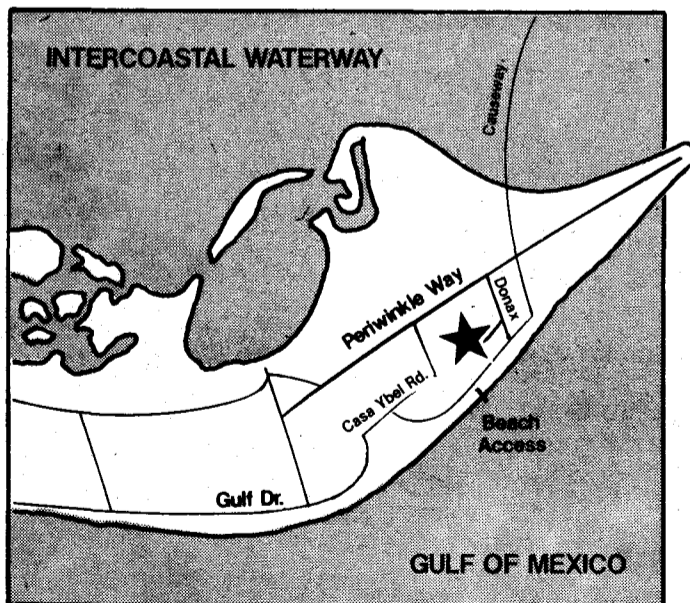 INTERCOASTAL WATERWAY
Causeway.
Periwinkle Way
Donax
Casa Ybel Rd.
Beach
Access
Gulf Dr.
GULF OF MEXICO